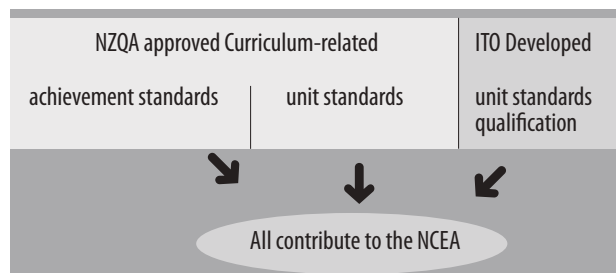 NZQA approved Curriculum-related
ITO Developed
achievement standards
unit standards
unit standards
qualification
All contribute to the NCEA